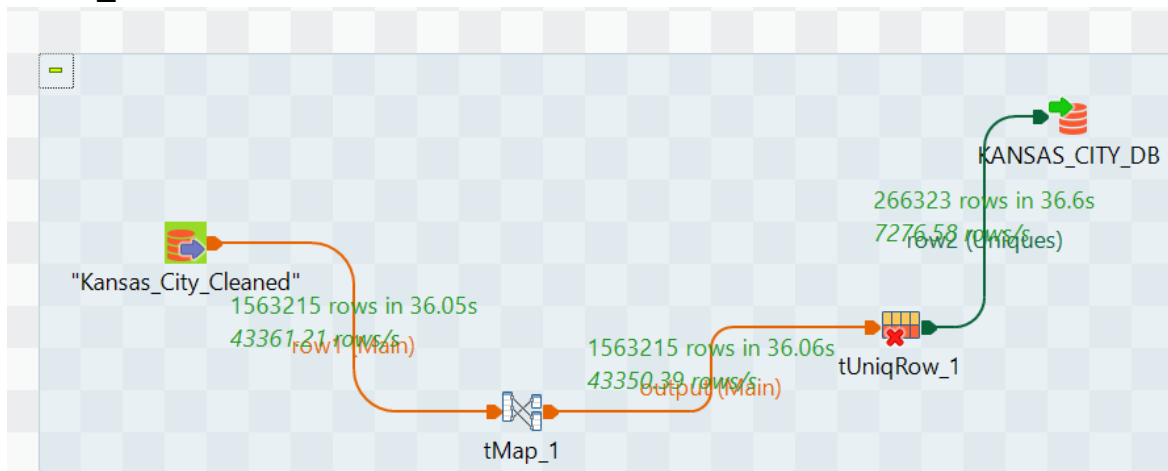 KANSAS_CITY_DB
266323 rows in 36.6s
7276.58 rows/s
row2 (Uniques)
"Kansas_City_Cleaned"
1563215 rows in 36.05s
43361.21 rows/s
row1 (Main)
1563215 rows in 36.06s
43350.39 rows/s
output (Main)
tUniqRow_1
tMap_1